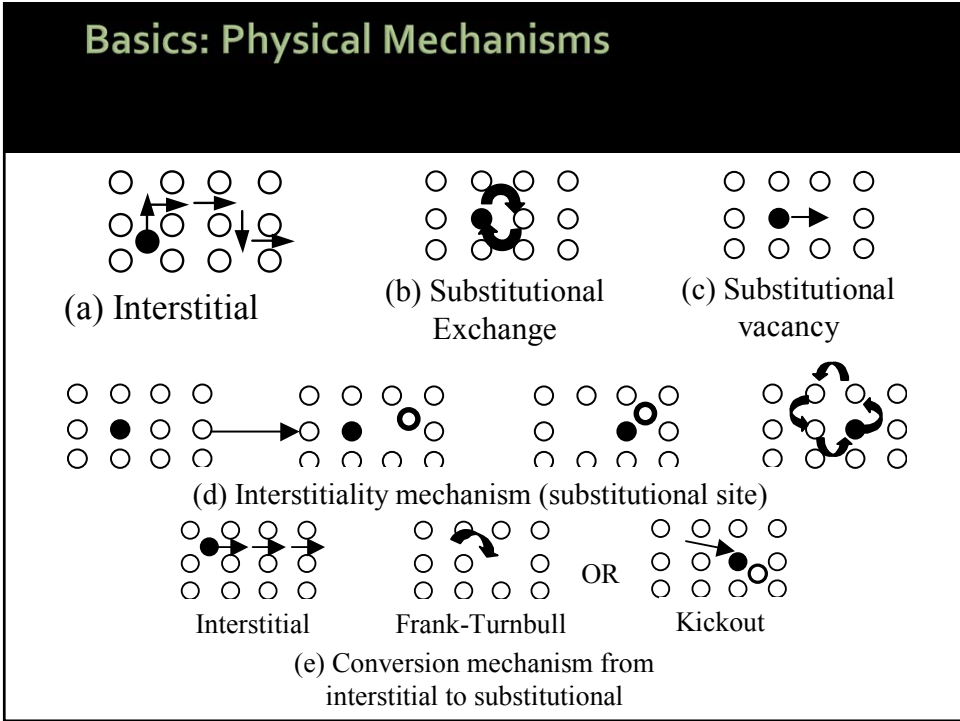 Basics: Physical Mechanisms
(a) Interstitial
(b) Substitutional
Exchange
(c) Substitutional
vacancy
(d) Interstitiality mechanism (substitutional site)
OR
Interstitial
Frank-Turnbull
Kickout
(e) Conversion mechanism from
interstitial to substitutional